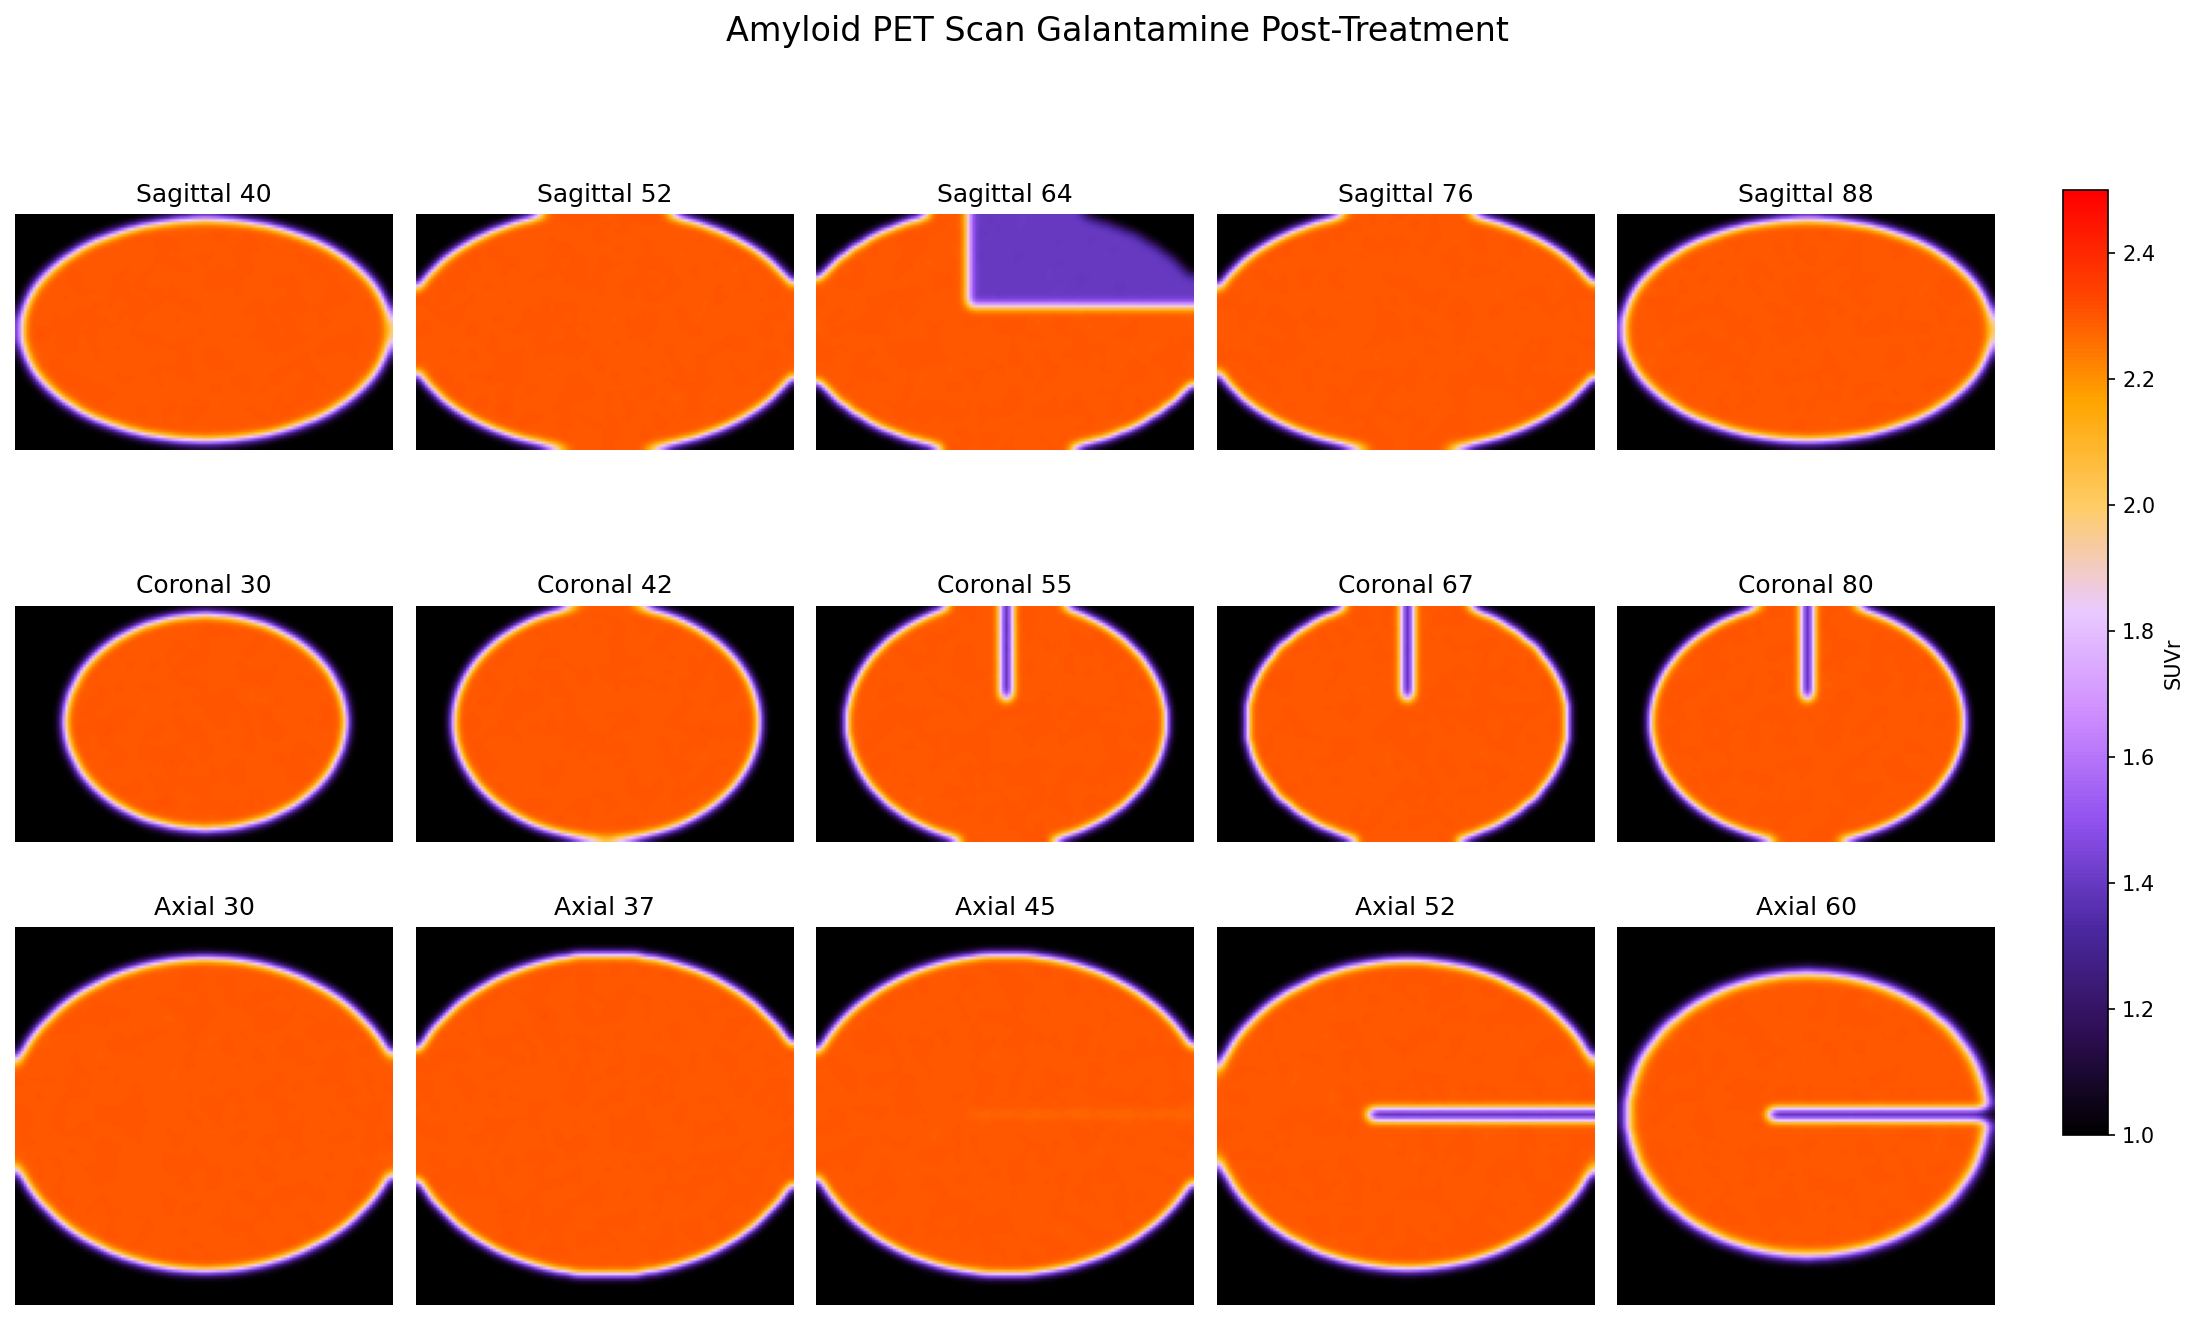 Amyloid PET Scan Galantamine Post-Treatment
Sagittal 40
Sagittal 52
Sagittal 64
Sagittal 76
Sagittal 88
Coronal 30
Coronal 42
Coronal 55
Coronal 67
Coronal 80
Axial 30
Axial 37
Axial 45
Axial 52
Axial 60
2.4
2.2
2.0
1.8
1.6
1.4
1.2
1.0
SUVr